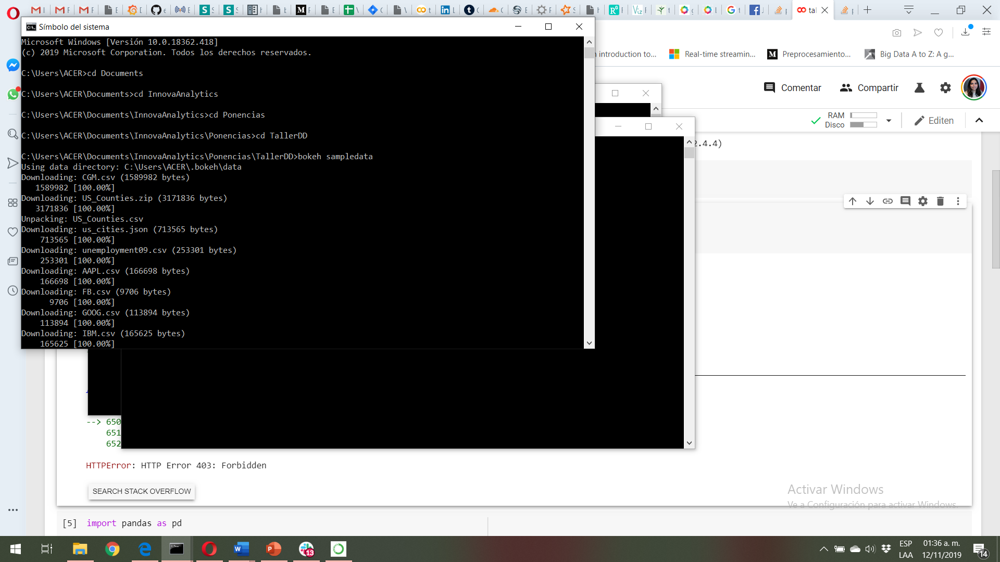 Símbolo del sistema
Microsoft Windows [Versión 10.0.18362.418]
(c) 2019 Microsoft Corporation. Todos los derechos reservados.
C:\Users\ACER>cd Documents
C:\Users\ACER\Documents>cd InnovaAnalytics
C:\Users\ACER\Documents\InnovaAnalytics>cd Ponencias
C:\Users\ACER\Documents\InnovaAnalytics\Ponencias>cd TallerDD
C:\Users\ACER\Documents\InnovaAnalytics\Ponencias\TallerDD>bokeh sampledata
Using data directory: C:\Users\ACER\.bokeh\data
Downloading: CGM.csv (1589982 bytes)
1589982 [100.00%]
Downloading: US_Counties.zip (3171836 bytes)
3171836 [100.00%]
Unpacking: US_Counties.csv
Downloading: us_cities.json (713565 bytes)
713565 [100.00%]
Downloading: unemployment09.csv (253301 bytes)
253301 [100.00%]
Downloading: AAPL.csv (166698 bytes)
166698 [100.00%]
Downloading: FB.csv (9706 bytes)
9706 [100.00%]
Downloading: GOOG.csv (113894 bytes)
113894 [100.00%]
Downloading: IBM.csv (165625 bytes)
165625 [100.00%]
introduction to...
Real-time streamin...
Preprocesamiento...
Big Data A to Z: A g...
Comentar
Compartir
RAM
Disco
Editen
2.4.4)
--> 650
651
652
HTTPError: HTTP Error 403: Forbidden
SEARCH STACK OVERFLOW
[5] import pandas as pd
Activar Windows
Ve a Configuración para activar Windows.
13
ESP
LAA
01:36 a. m.
12/11/2019
14